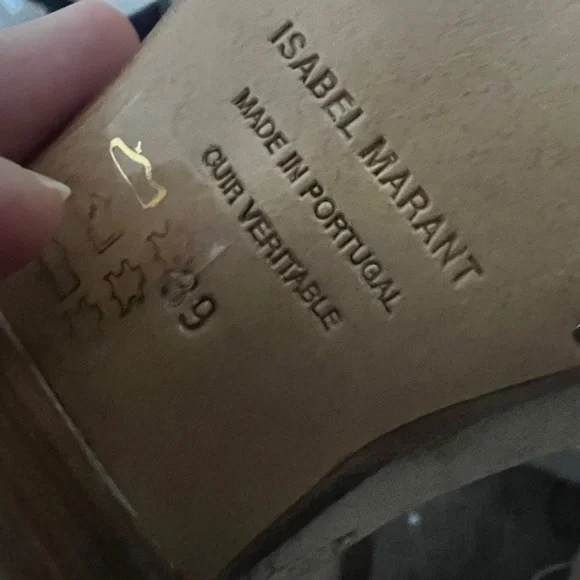 ISABEL MARANT
MADE IN PORTUGAL
CUIR VERITABLE
39